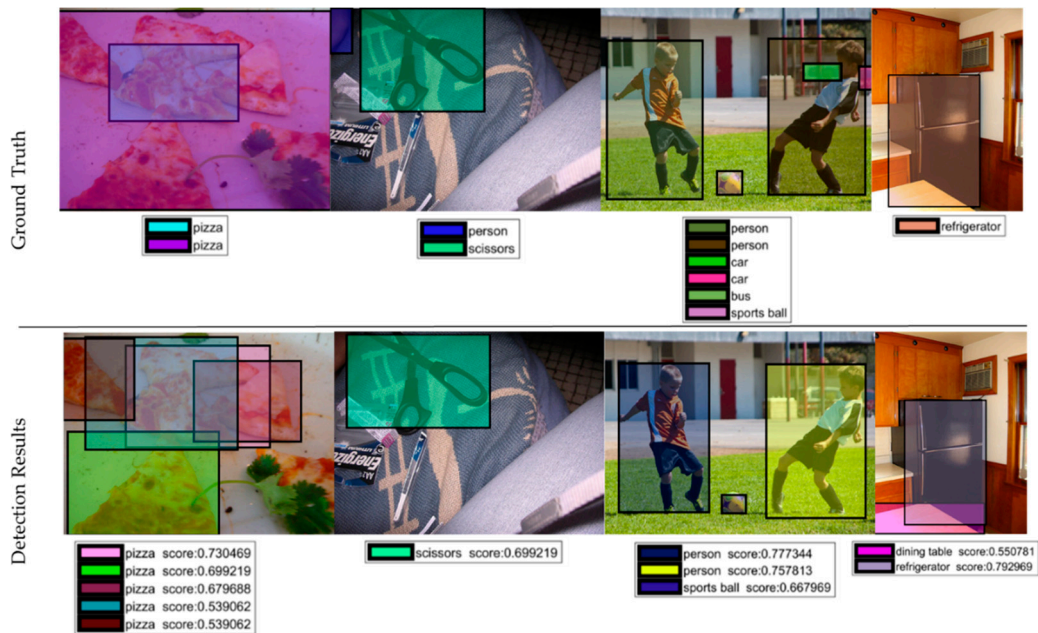 Ground Truth
pizza
pizza
Energize
person
scissors
person
person
car
car
bus
sports ball
refrigerator
Detection Results
pizza score:0.730469
pizza score:0.699219
pizza score:0.679688
pizza score:0.539062
pizza score:0.539062
Energize
scissors score:0.699219
person score:0.777344
person score:0.757813
sports ball score:0.667969
dining table score:0.550781
refrigerator score:0.792969